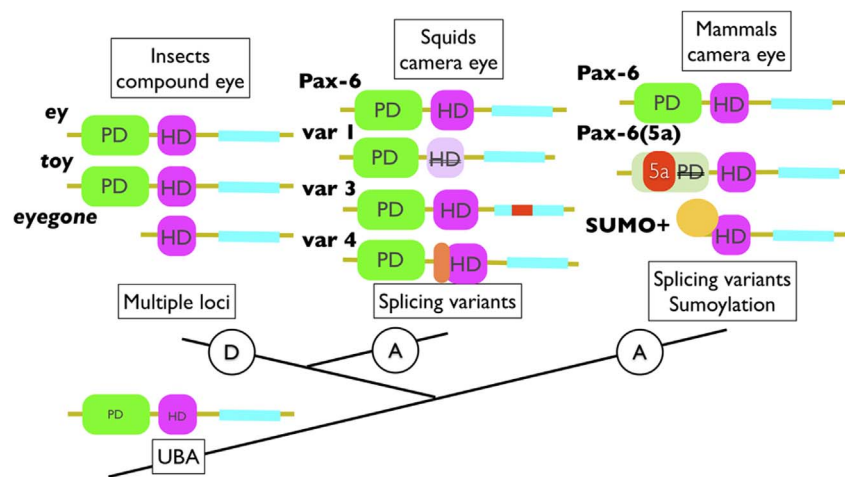 Insects
compound eye
ey
PD HD
toy
PD HD
eyegone
HD
Multiple loci
Squids
camera eye
Pax-6
PD HD
var 1
PD HD
var 3
PD HD
var 4
PD HD
Splicing variants
Mammals
camera eye
Pax-6
PD HD
Pax-6(5a)
5a PD HD
SUMO+
HD
Splicing variants
Sumoylation
D
A
A
PD HD
UBA